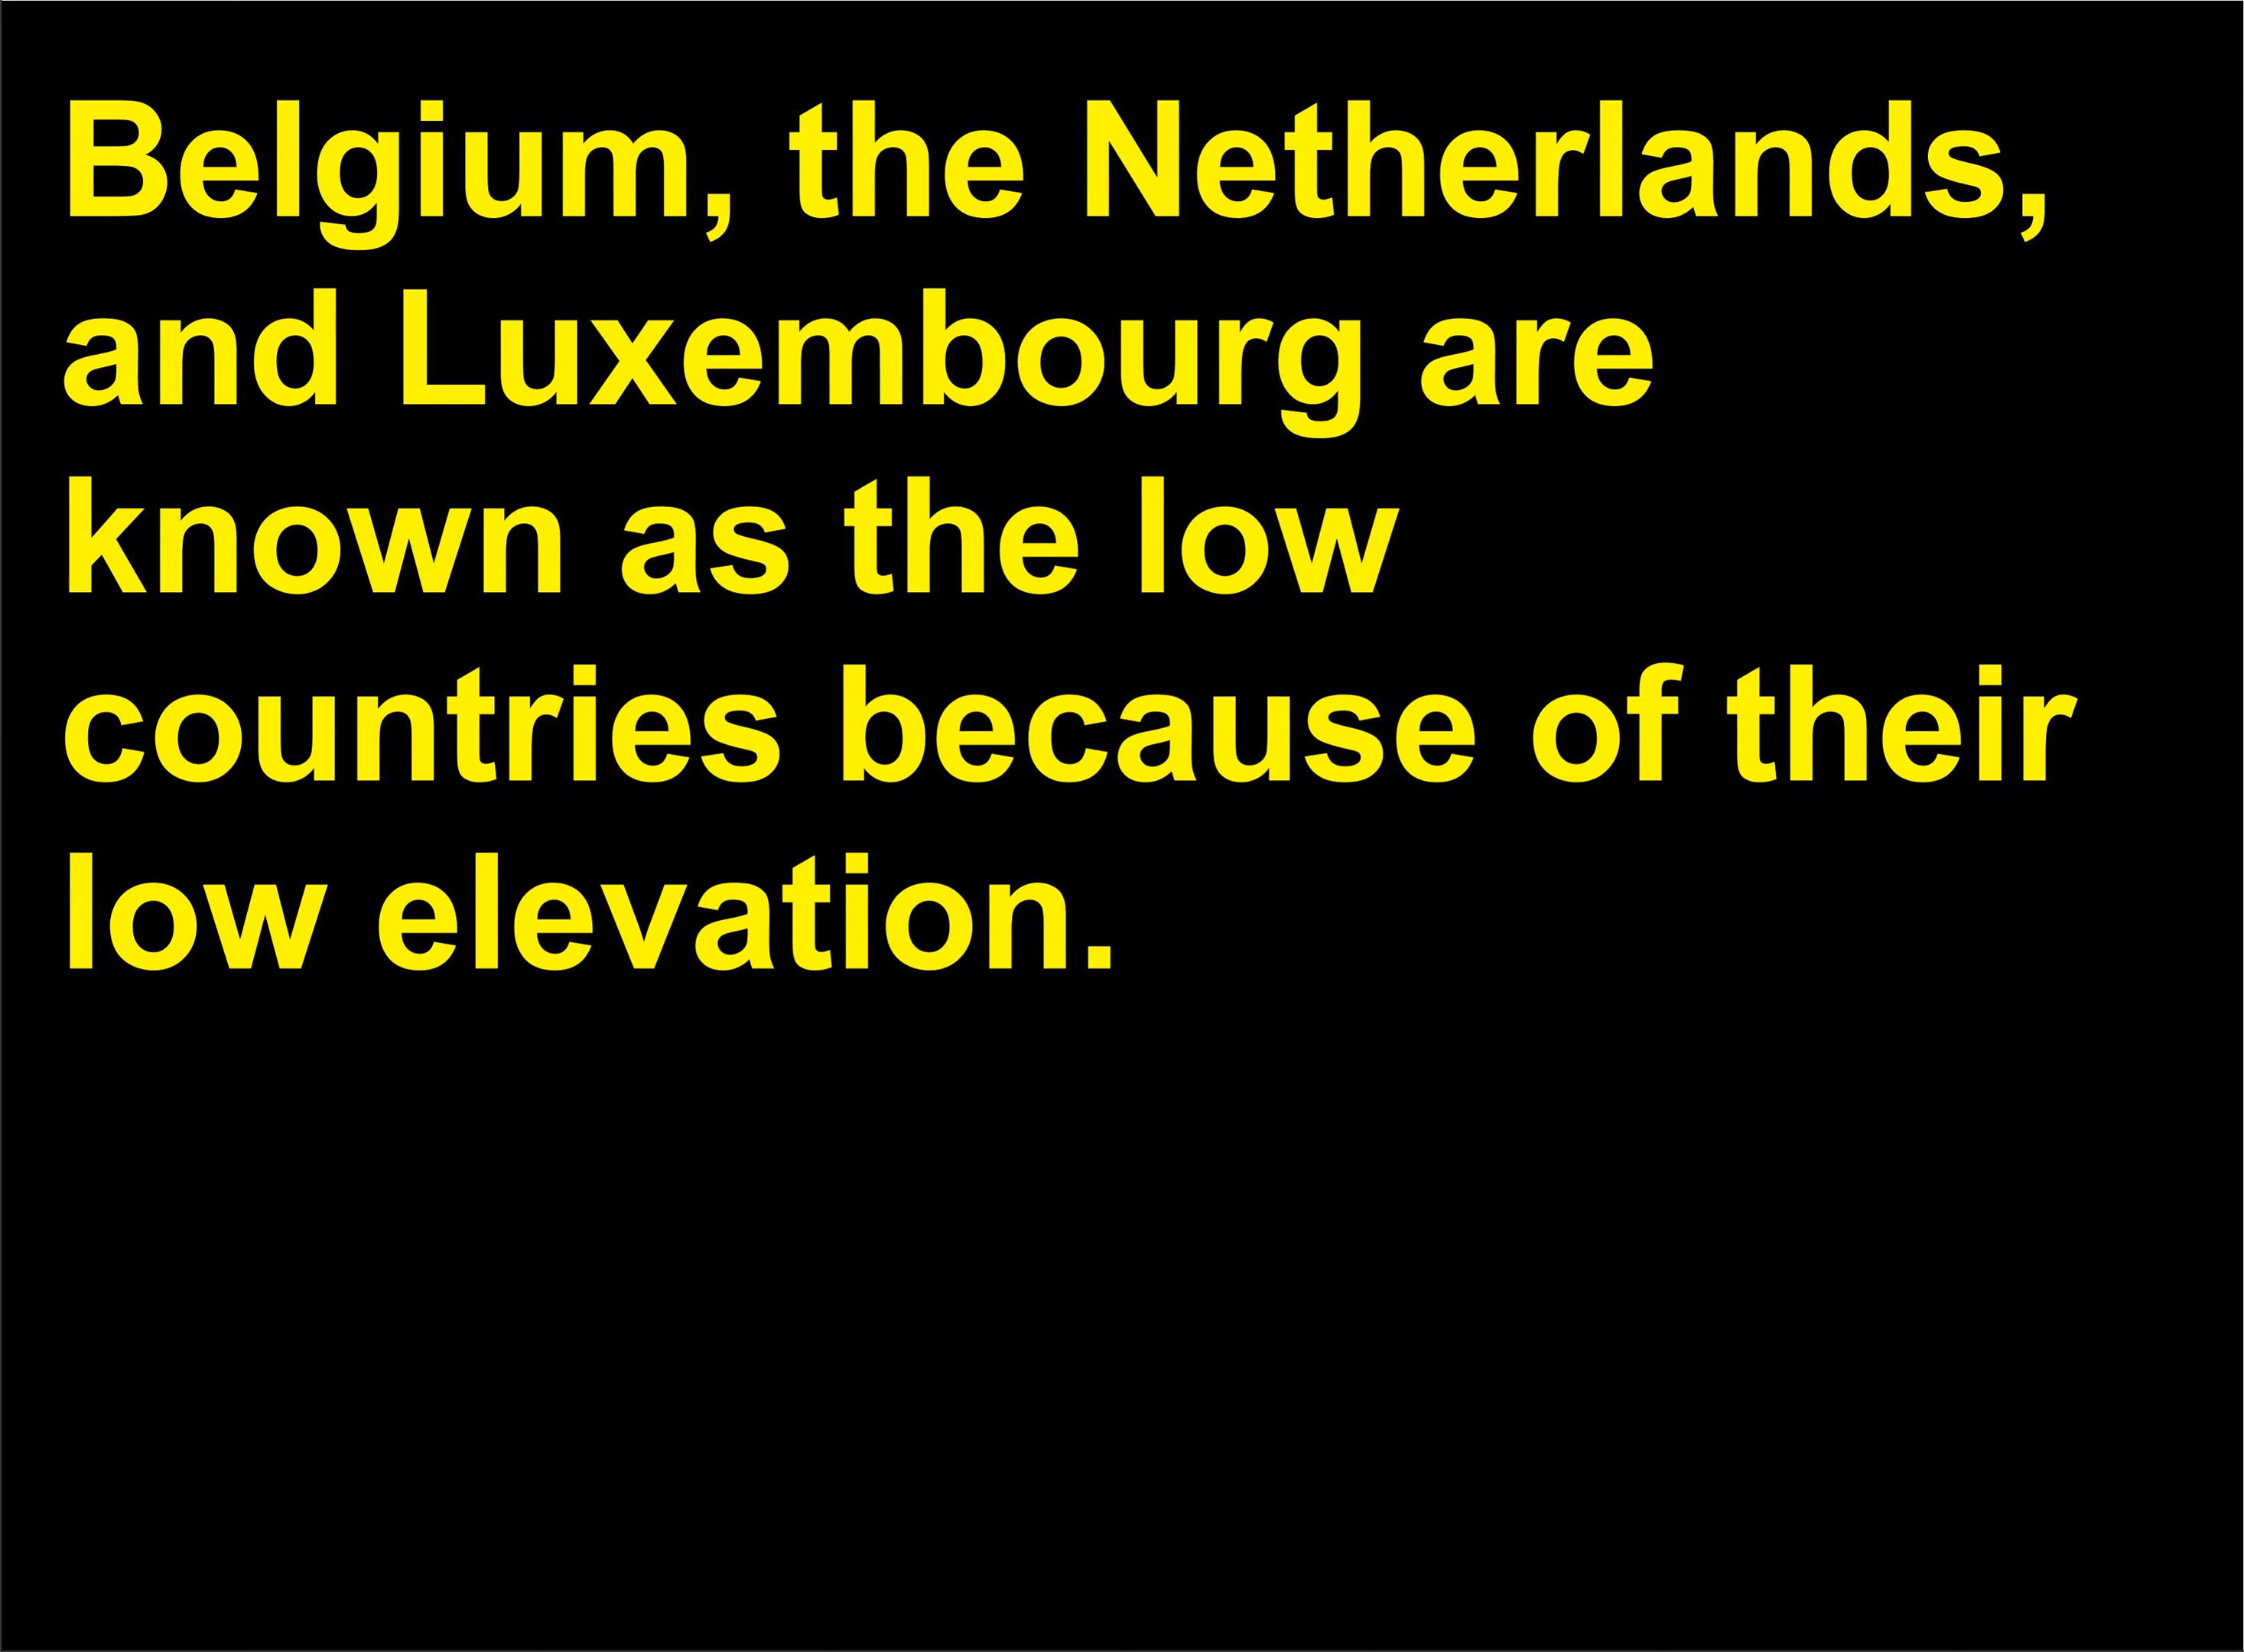 Belgium, the Netherlands,
and Luxembourg are
known as the low
countries because of their
low elevation.